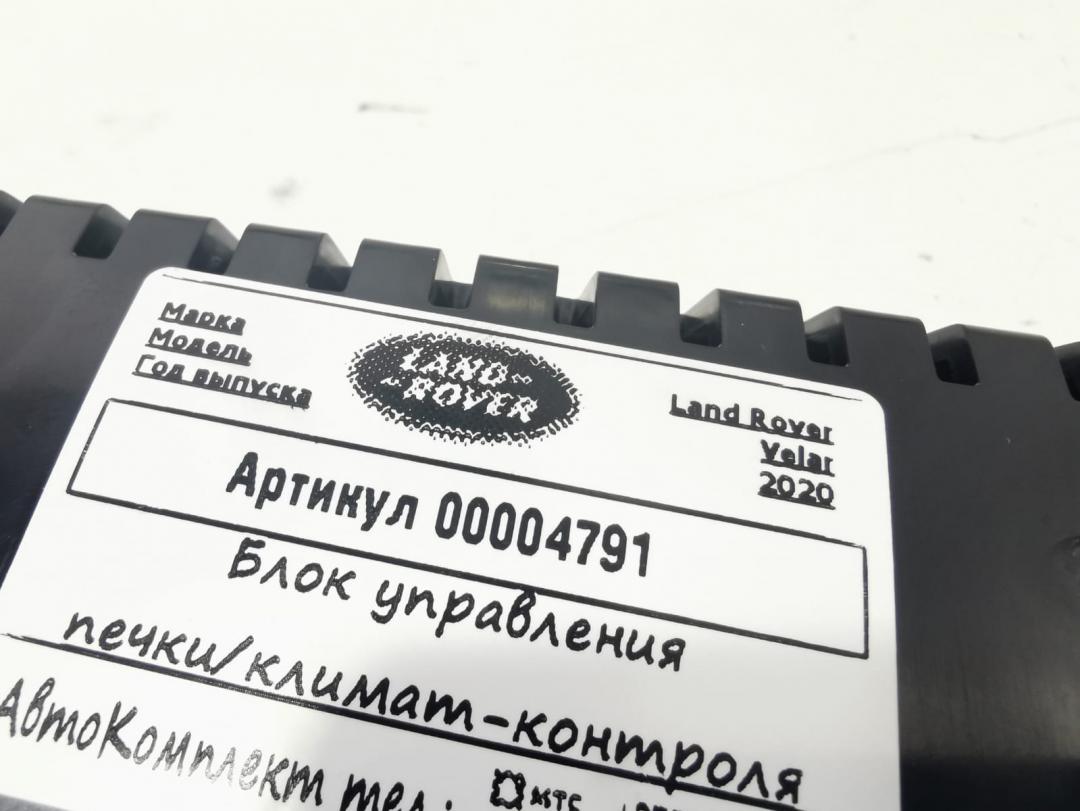 Марка
Модель
Год выпуска
LAND-
-ROVER
Land Rover
Velar
2020
Артикул 00004791
Блок управления
печки/климат-контроля
АвтоКомплект тел.: МТС